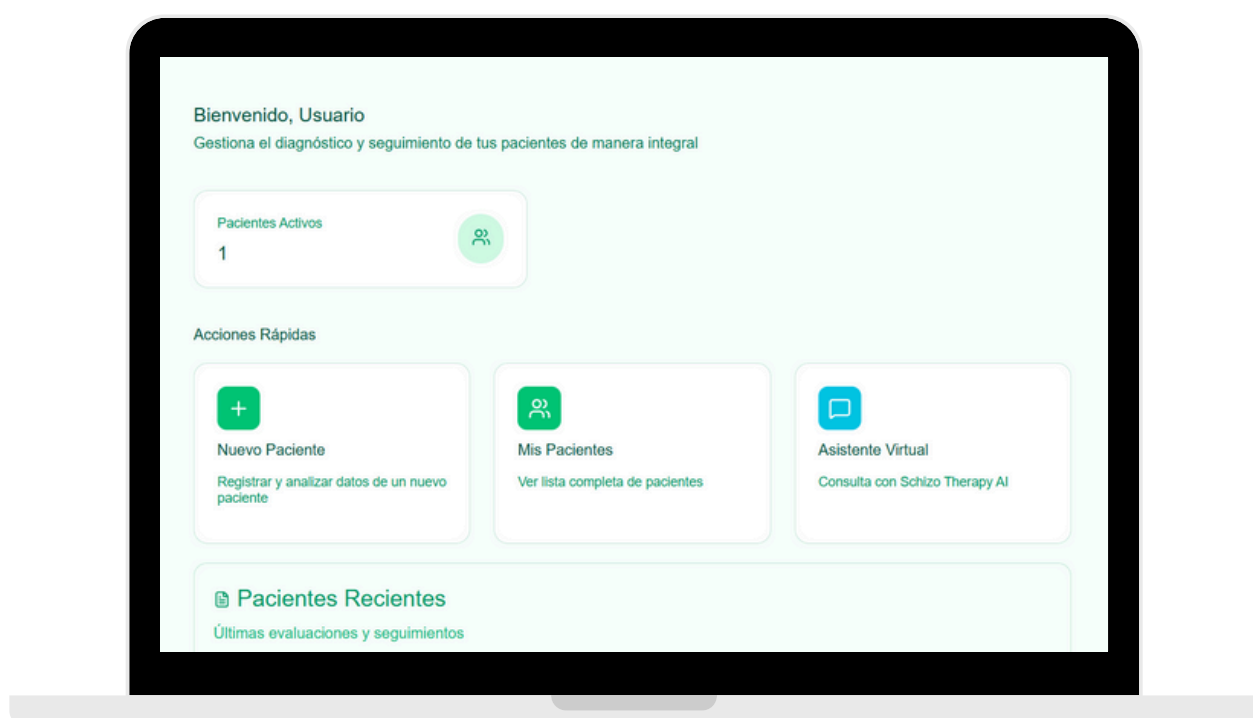 Bienvenido, Usuario
Gestiona el diagnóstico y seguimiento de tus pacientes de manera integral
Pacientes Activos
1
Acciones Rápidas
Nuevo Paciente
Registrar y analizar datos de un nuevo
paciente
Mis Pacientes
Ver lista completa de pacientes
Asistente Virtual
Consulta con Schizo Therapy AI
Pacientes Recientes
Últimas evaluaciones y seguimientos